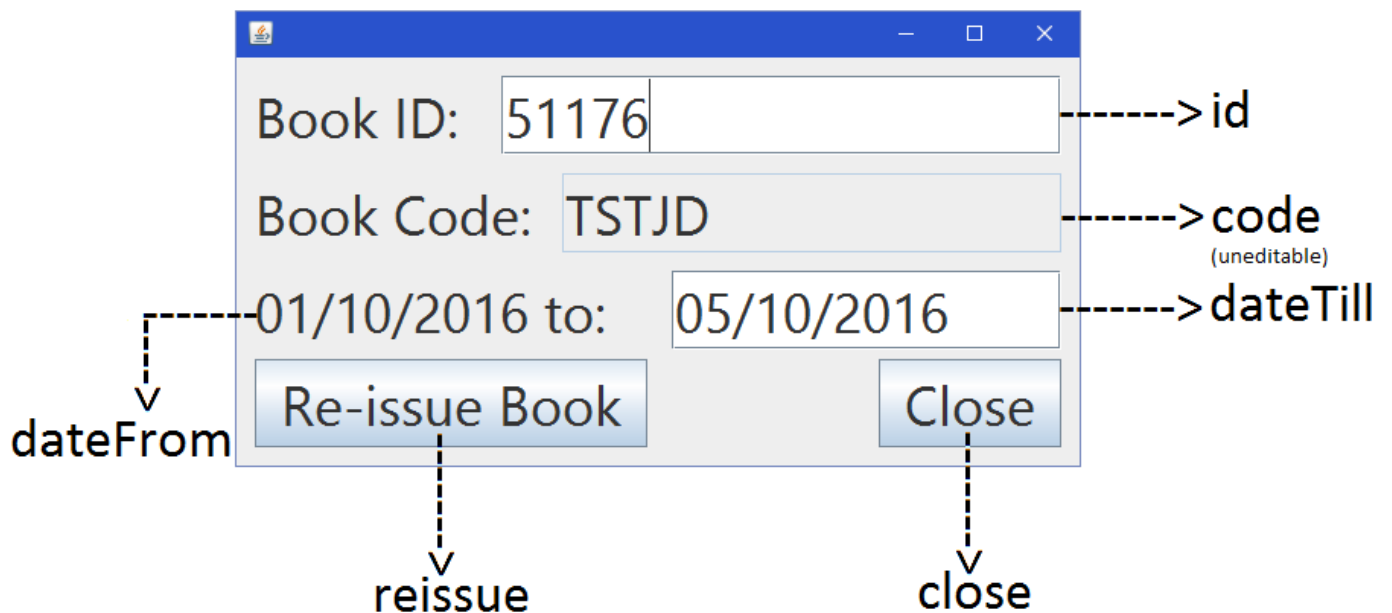 Book ID: 51176 id
Book Code: TSTJD code
(uneditable)
01/10/2016 to: 05/10/2016 dateTill
Re-issue Book Close
dateFrom
reissue close